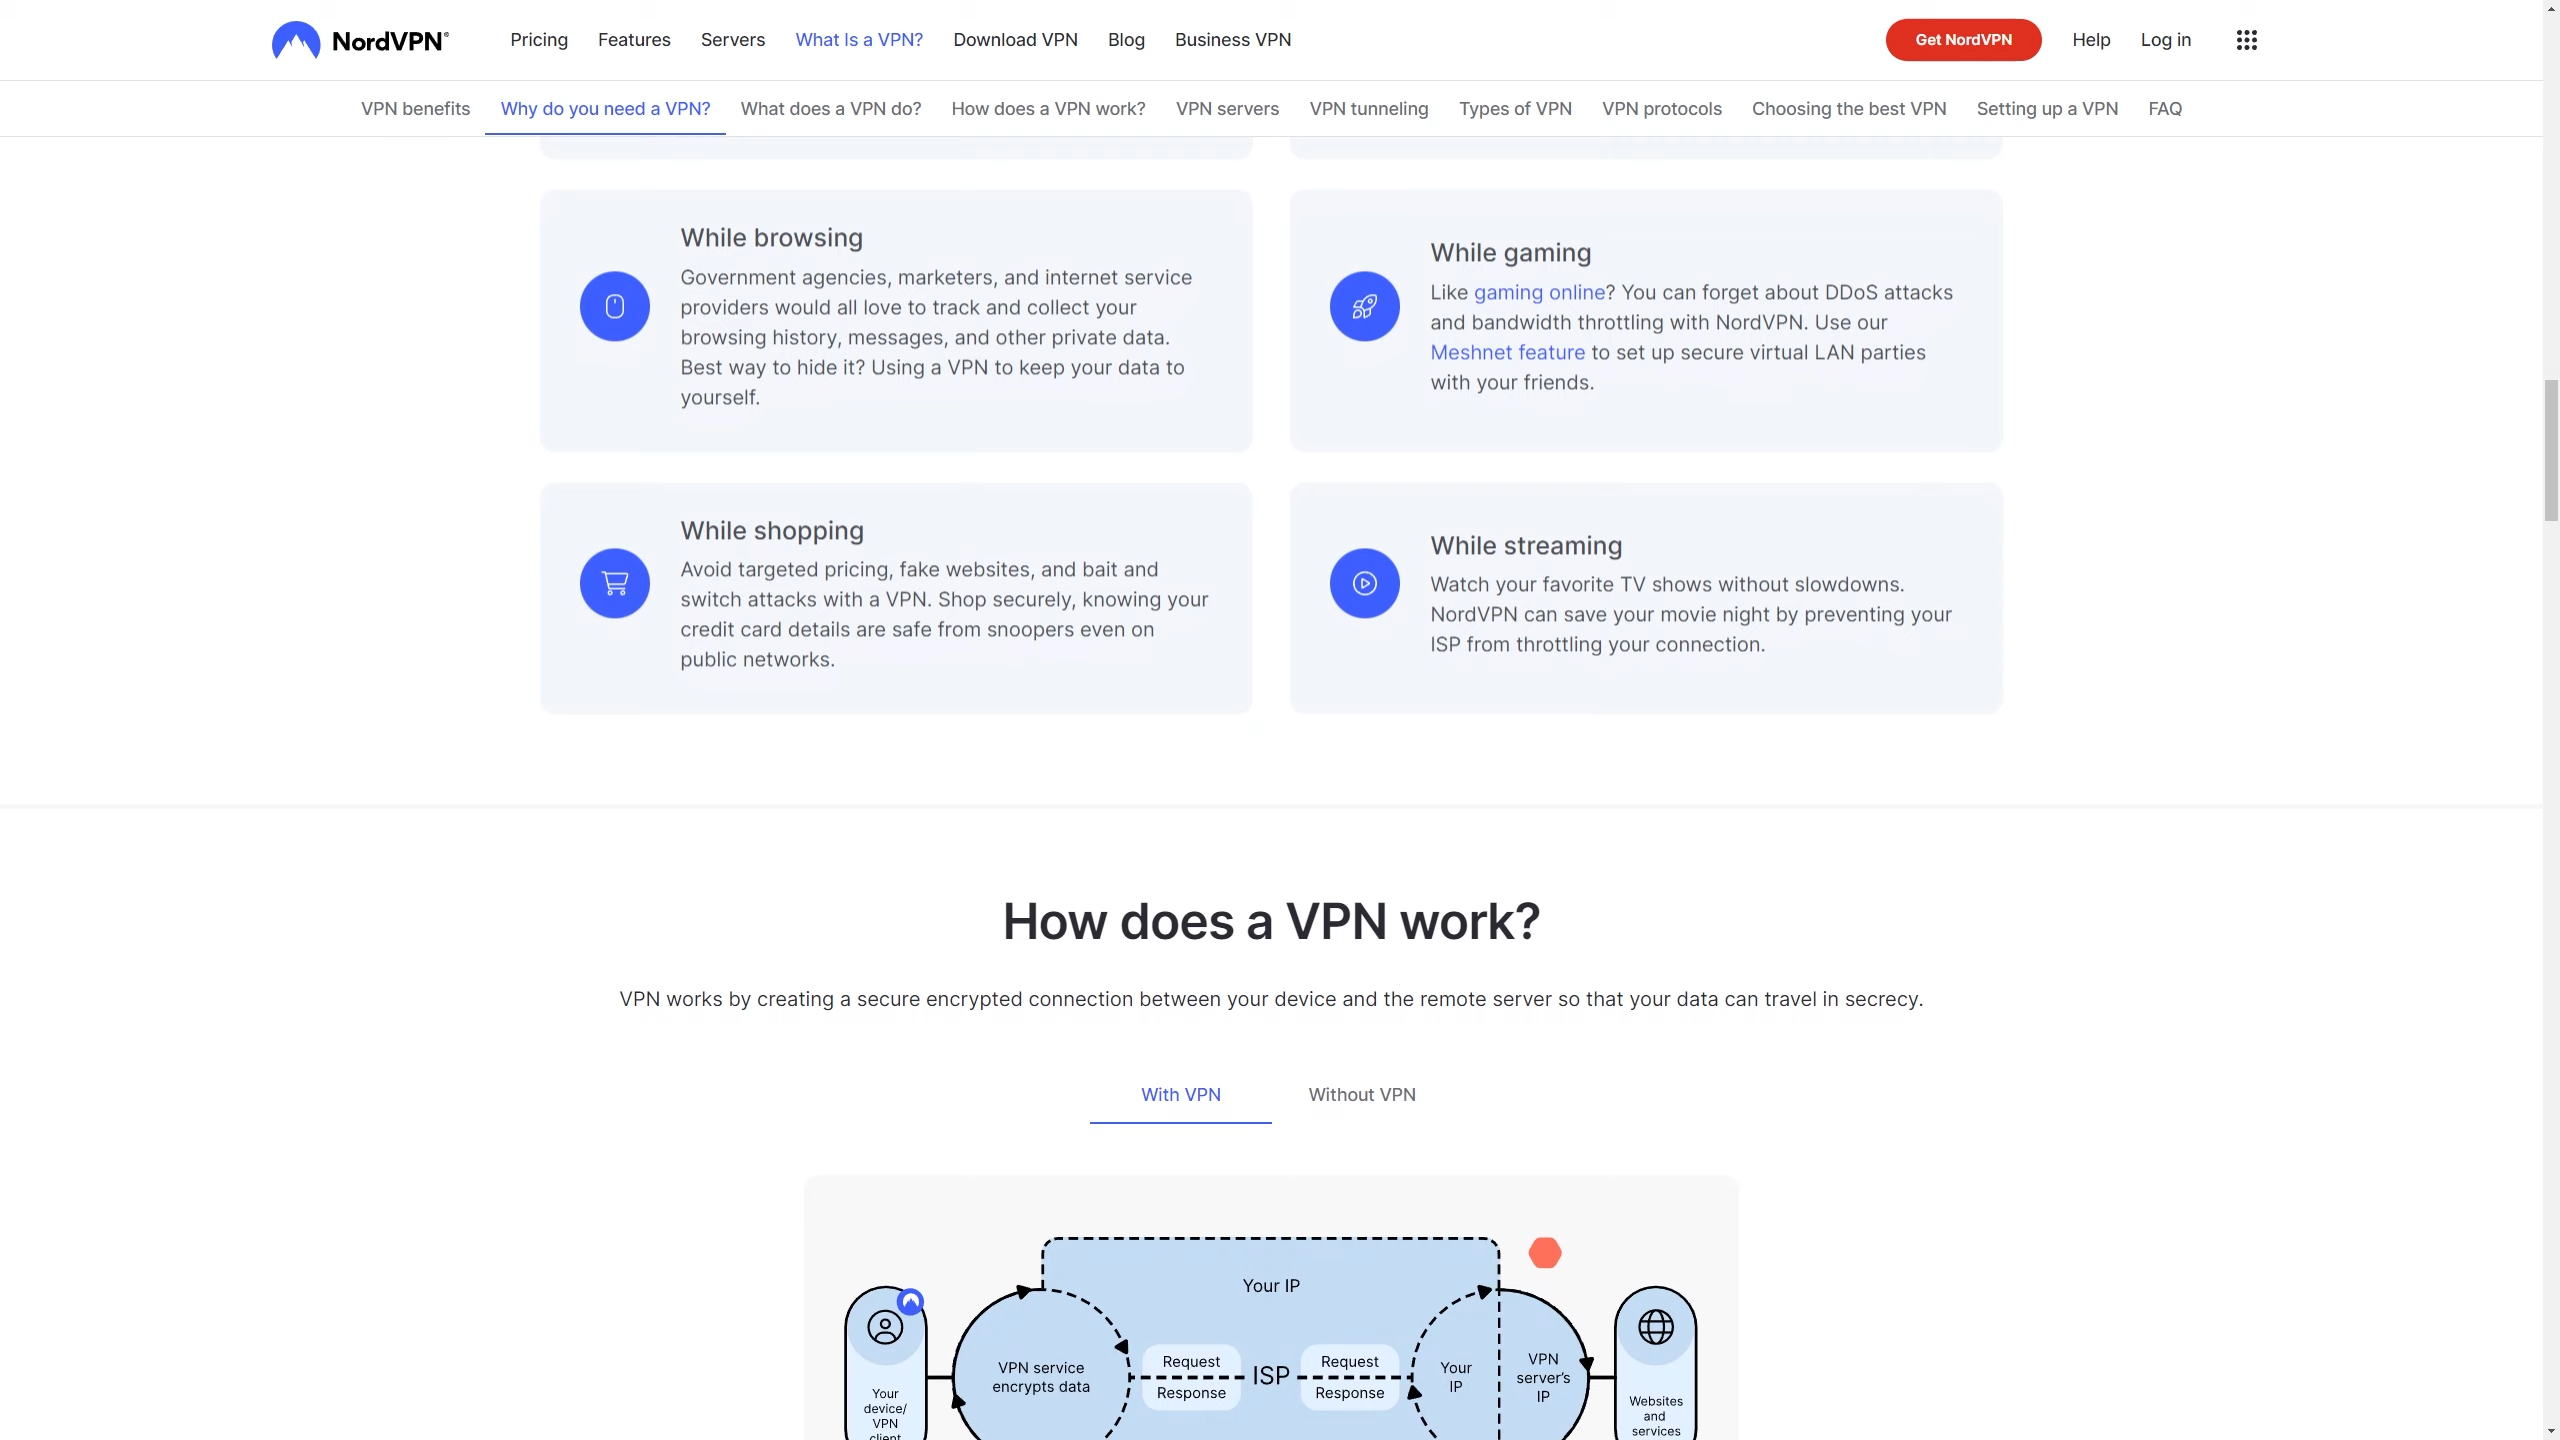 NordVPN®
Pricing
Features
Servers
What Is a VPN?
Download VPN
Blog
Business VPN
Get NordVPN
Help
Log in
VPN benefits
Why do you need a VPN?
What does a VPN do?
How does a VPN work?
VPN servers
VPN tunneling
Types of VPN
VPN protocols
Choosing the best VPN
Setting up a VPN
FAQ
While browsing
Government agencies, marketers, and internet service
providers would all love to track and collect your
browsing history, messages, and other private data.
Best way to hide it? Using a VPN to keep your data to
yourself.
While gaming
Like gaming online? You can forget about DDoS attacks
and bandwidth throttling with NordVPN. Use our
Meshnet feature to set up secure virtual LAN parties
with your friends.
While shopping
Avoid targeted pricing, fake websites, and bait and
switch attacks with a VPN. Shop securely, knowing your
credit card details are safe from snoopers even on
public networks.
While streaming
Watch your favorite TV shows without slowdowns.
NordVPN can save your movie night by preventing your
ISP from throttling your connection.
How does a VPN work?
VPN works by creating a secure encrypted connection between your device and the remote server so that your data can travel in secrecy.
With VPN
Without VPN
Your IP
Your
device/
VPN
client
VPN service
encrypts data
Request
Response
ISP
Request
Response
Your
IP
VPN
server's
IP
Websites
and
services